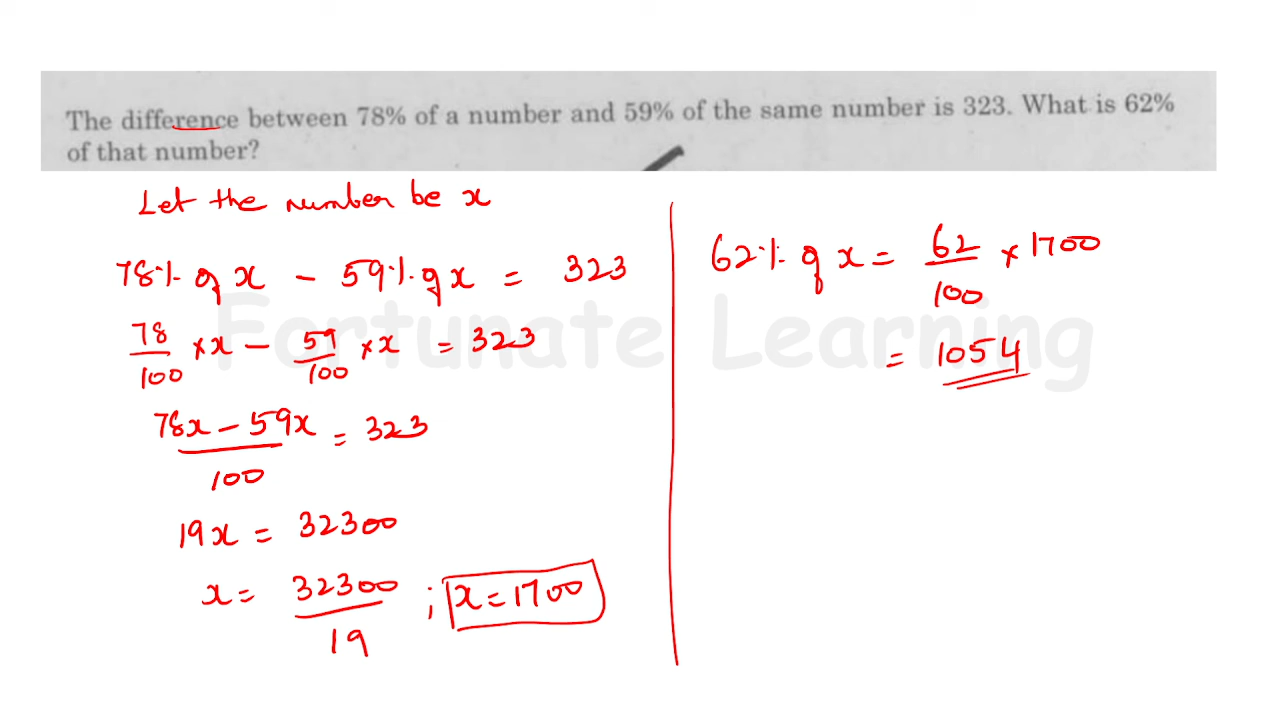 The difference between 78% of a number and 59% of the same number is 323. What is 62%
of that number?
Let the number be x
78% of x - 59% of x = 323
78/100 × x - 59/100 × x = 323
78x - 59x / 100 = 323
19x = 32300
x = 32300/19 ; x = 1700
62% of x = 62/100 × 1700
= 1054
Fortunate Learning